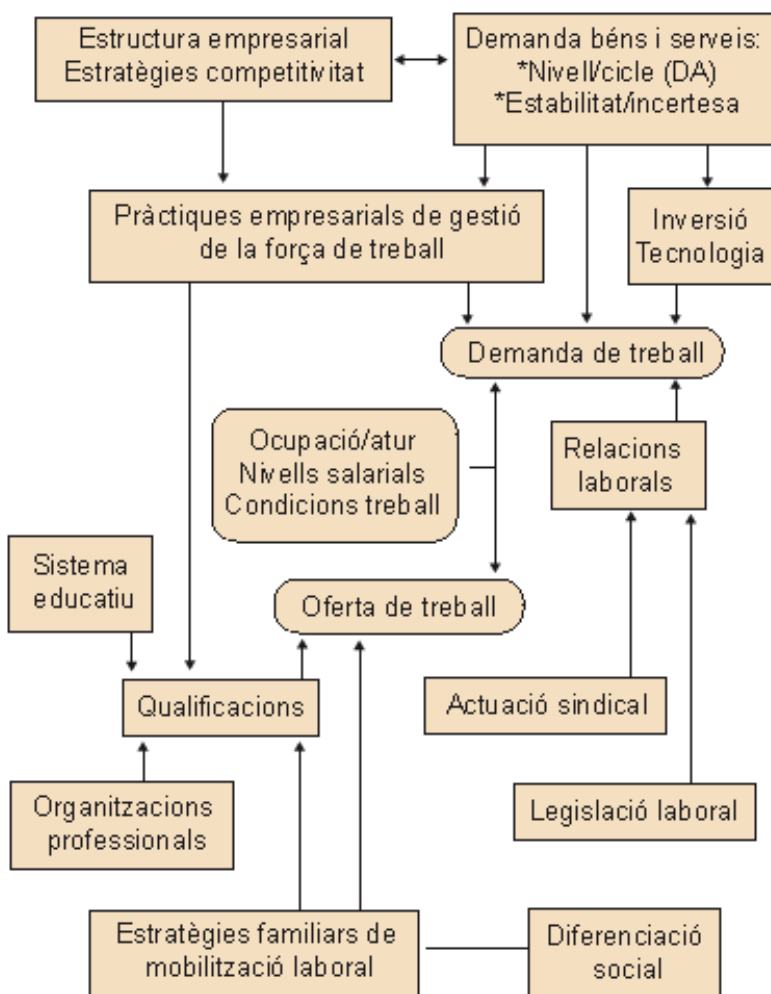 Estructura empresarial
Estratègies competitivitat
Demanda béns i serveis:
*Nivell/cicle (DA)
*Estabilitat/incertesa
Pràctiques empresarials de gestió
de la força de treball
Inversió
Tecnologia
Demanda de treball
Ocupació/atur
Nivells salarials
Condicions treball
Relacions
laborals
Sistema
educatiu
Oferta de treball
Qualificacions
Actuació sindical
Organitzacions
professionals
Legislació laboral
Estratègies familiars de
mobilització laboral
Diferenciació
social